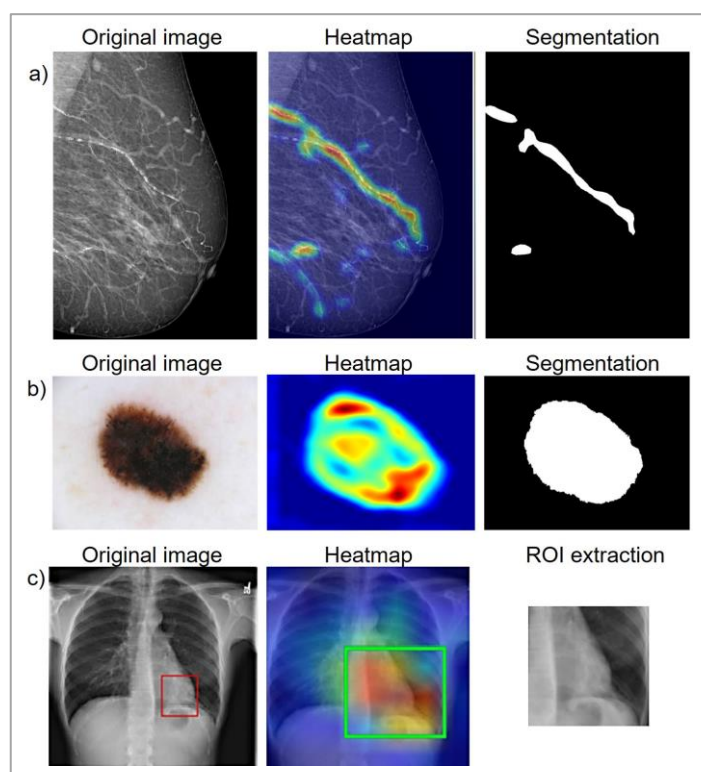 Original image Heatmap Segmentation
a)
Original image Heatmap Segmentation
b)
Original image Heatmap ROI extraction
c)